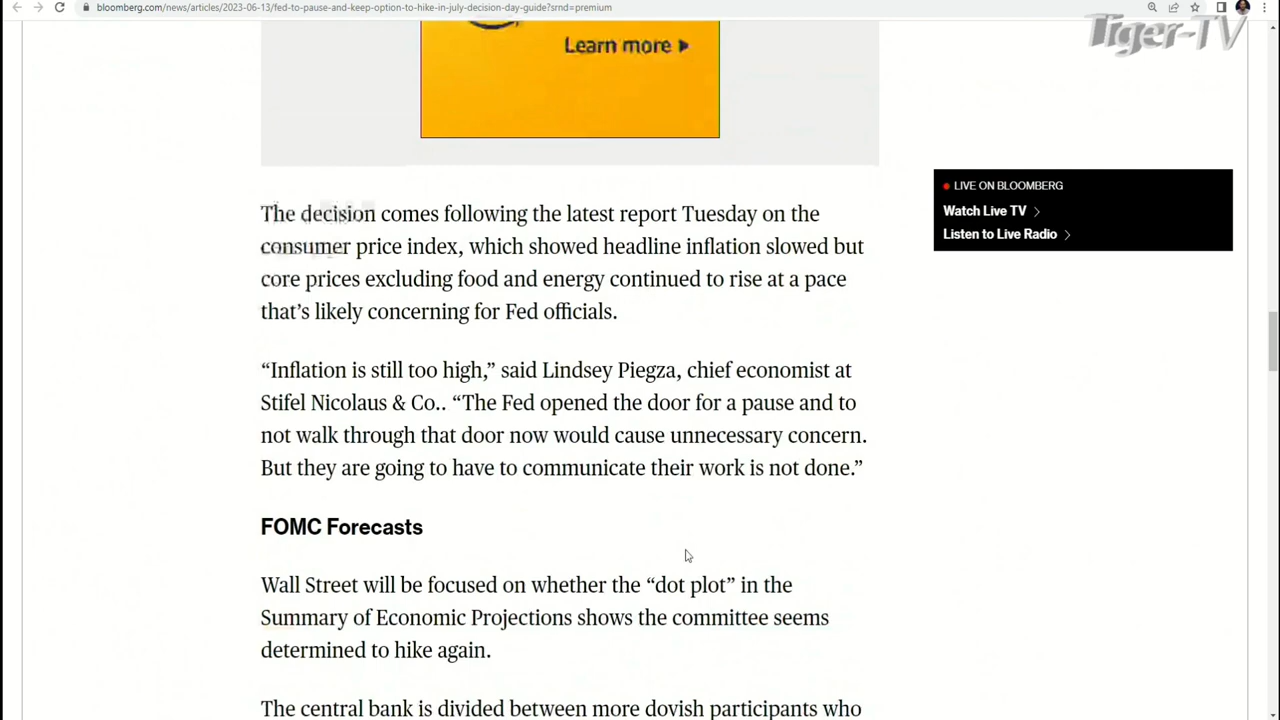 bloomberg.com/news/articles/2023-06-13/fed-to-pause-and-keep-option-to-hike-in-july-decision-day-guide?srnd=premium
Tiger-TV
Learn more
LIVE ON BLOOMBERG
Watch Live TV
Listen to Live Radio
The decision comes following the latest report Tuesday on the
consumer price index, which showed headline inflation slowed but
core prices excluding food and energy continued to rise at a pace
that’s likely concerning for Fed officials.
“Inflation is still too high,” said Lindsey Piegza, chief economist at
Stifel Nicolaus & Co.. “The Fed opened the door for a pause and to
not walk through that door now would cause unnecessary concern.
But they are going to have to communicate their work is not done.”
FOMC Forecasts
Wall Street will be focused on whether the “dot plot” in the
Summary of Economic Projections shows the committee seems
determined to hike again.
The central bank is divided between more dovish participants who